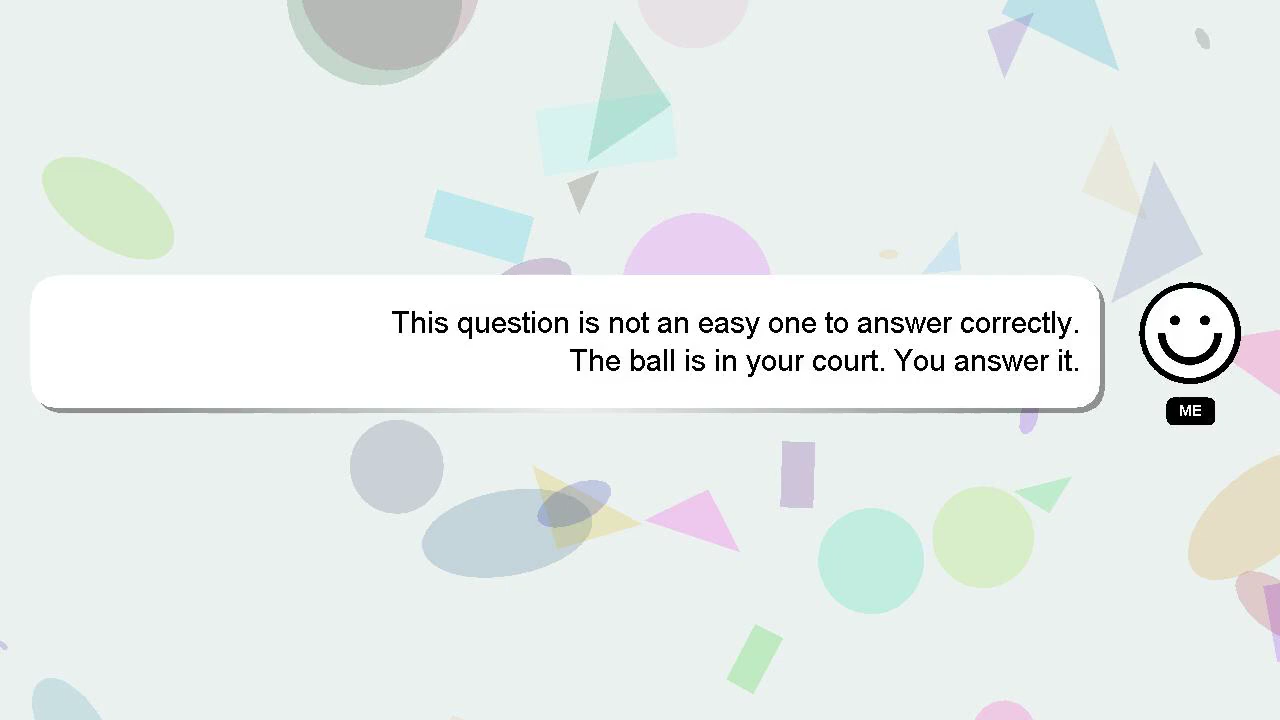 This question is not an easy one to answer correctly.
The ball is in your court. You answer it.
ME